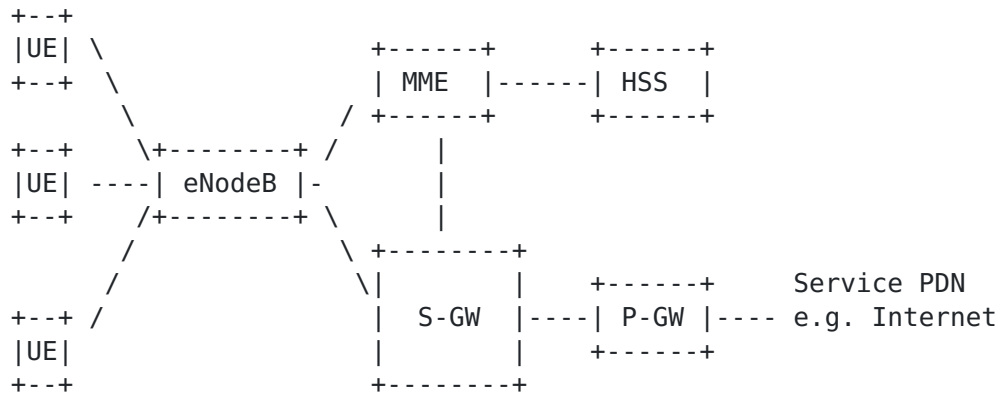 UE
MME HSS
UE eNodeB
Service PDN
S-GW P-GW e.g. Internet
UE